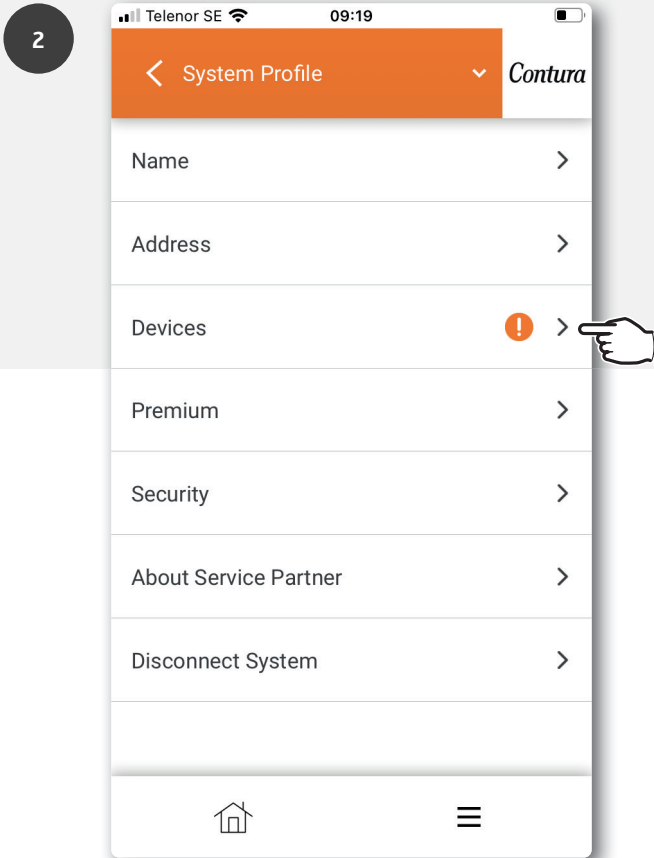 2
Telenor SE 09:19
System Profile
Contura
Name
Address
Devices
!
Premium
Security
About Service Partner
Disconnect System